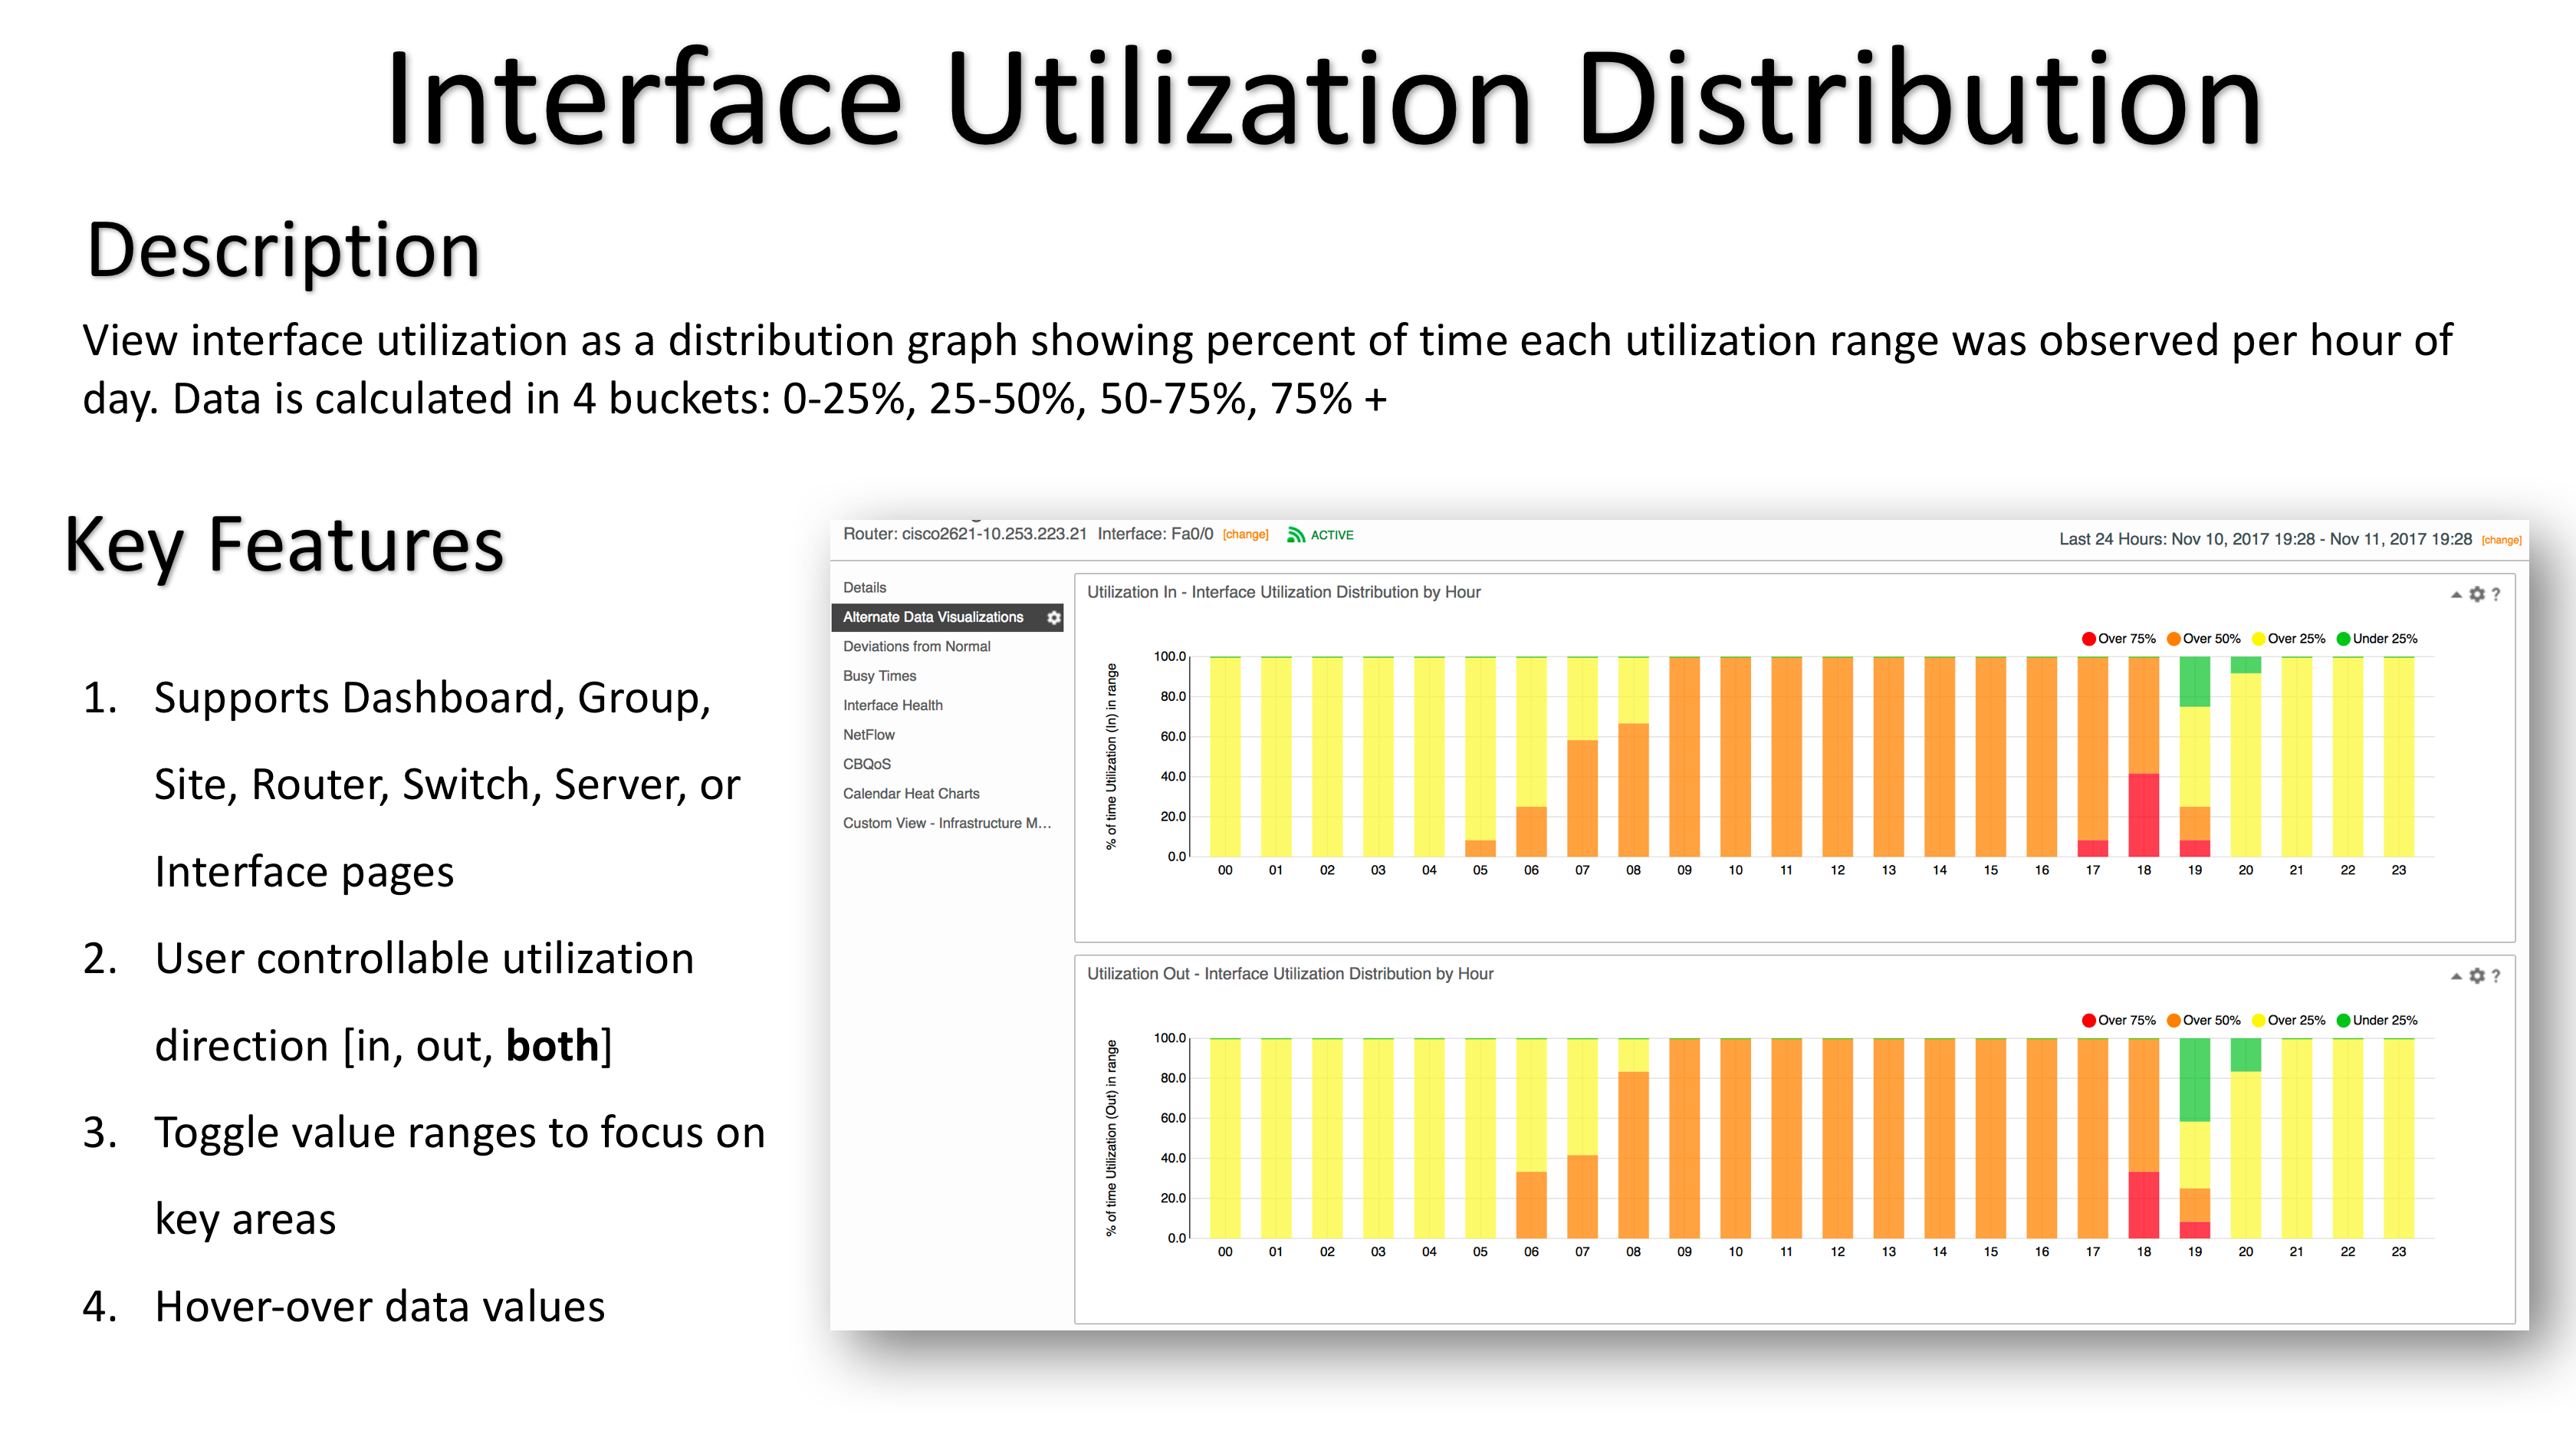 Interface Utilization Distribution
Description
View interface utilization as a distribution graph showing percent of time each utilization range was observed per hour of
day. Data is calculated in 4 buckets: 0-25%, 25-50%, 50-75%, 75% +
Key Features
1. Supports Dashboard, Group,
Site, Router, Switch, Server, or
Interface pages
2. User controllable utilization
direction [in, out, both]
3. Toggle value ranges to focus on
key areas
4. Hover-over data values
Router: cisco2621-10.253.223.21 Interface: Fa0/0 [change] ACTIVE
Last 24 Hours: Nov 10, 2017 19:28 - Nov 11, 2017 19:28 [change]
Details
Alternate Data Visualizations
Deviations from Normal
Busy Times
Interface Health
NetFlow
CBQoS
Calendar Heat Charts
Custom View - Infrastructure M...
Utilization In - Interface Utilization Distribution by Hour
?
Over 75% Over 50% Over 25% Under 25%
% of time Utilization (In) in range
100.0
80.0
60.0
40.0
20.0
0.0
00 01 02 03 04 05 06 07 08 09 10 11 12 13 14 15 16 17 18 19 20 21 22 23
Utilization Out - Interface Utilization Distribution by Hour
?
Over 75% Over 50% Over 25% Under 25%
% of time Utilization (Out) in range
100.0
80.0
60.0
40.0
20.0
0.0
00 01 02 03 04 05 06 07 08 09 10 11 12 13 14 15 16 17 18 19 20 21 22 23